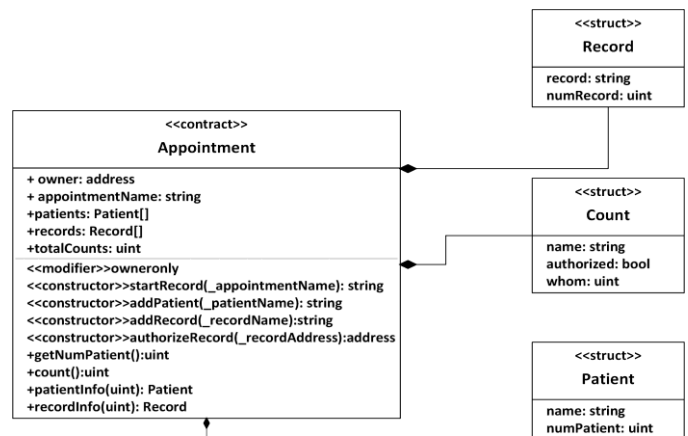 <<struct>>
Record
record: string
numRecord: uint
<<contract>>
Appointment
+ owner: address
+ appointmentName: string
+patients: Patient[]
+records: Record[]
+totalCounts: uint
<<modifier>>owneronly
<<constructor>>startRecord(_appointmentName): string
<<constructor>>addPatient(_patientName): string
<<constructor>>addRecord(_recordName):string
<<constructor>>authorizeRecord(_recordAddress):address
+getNumPatient():uint
+count():uint
+patientInfo(uint): Patient
+recordInfo(uint): Record
<<struct>>
Count
name: string
authorized: bool
whom: uint
<<struct>>
Patient
name: string
numPatient: uint